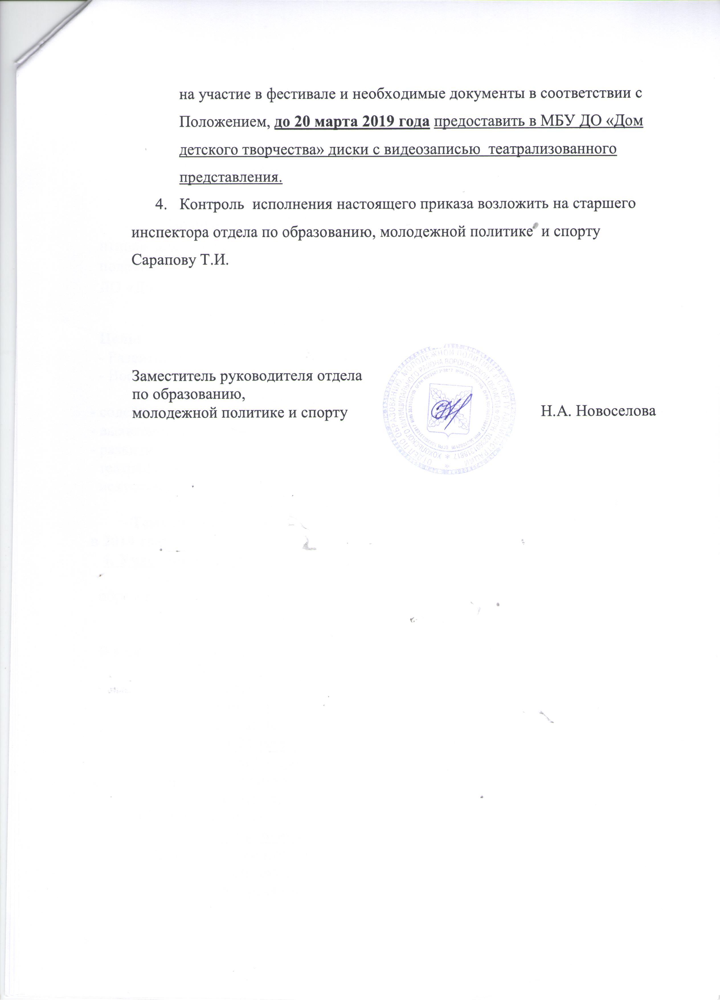 на участие в фестивале и необходимые документы в соответствии с
Положением, до 20 марта 2019 года предоставить в МБУ ДО «Дом
детского творчества» диски с видеозаписью  театрализованного
представления.
4. Контроль  исполнения настоящего приказа возложить на старшего
инспектора отдела по образованию, молодежной политике  и спорту
Сарапову Т.И.
Заместитель руководителя отдела
по образованию,
молодежной политике и спорту
Н.А. Новоселова
ОТДЕЛ ПО ОБРАЗОВАНИЮ, МОЛОДЕЖНОЙ ПОЛИТИКЕ И СПОРТУ АДМИНИСТРАЦИИ
ХОХОЛЬСКОГО МУНИЦИПАЛЬНОГО РАЙОНА ВОРОНЕЖСКОЙ ОБЛАСТИ * ОГРН 1023601318817 *